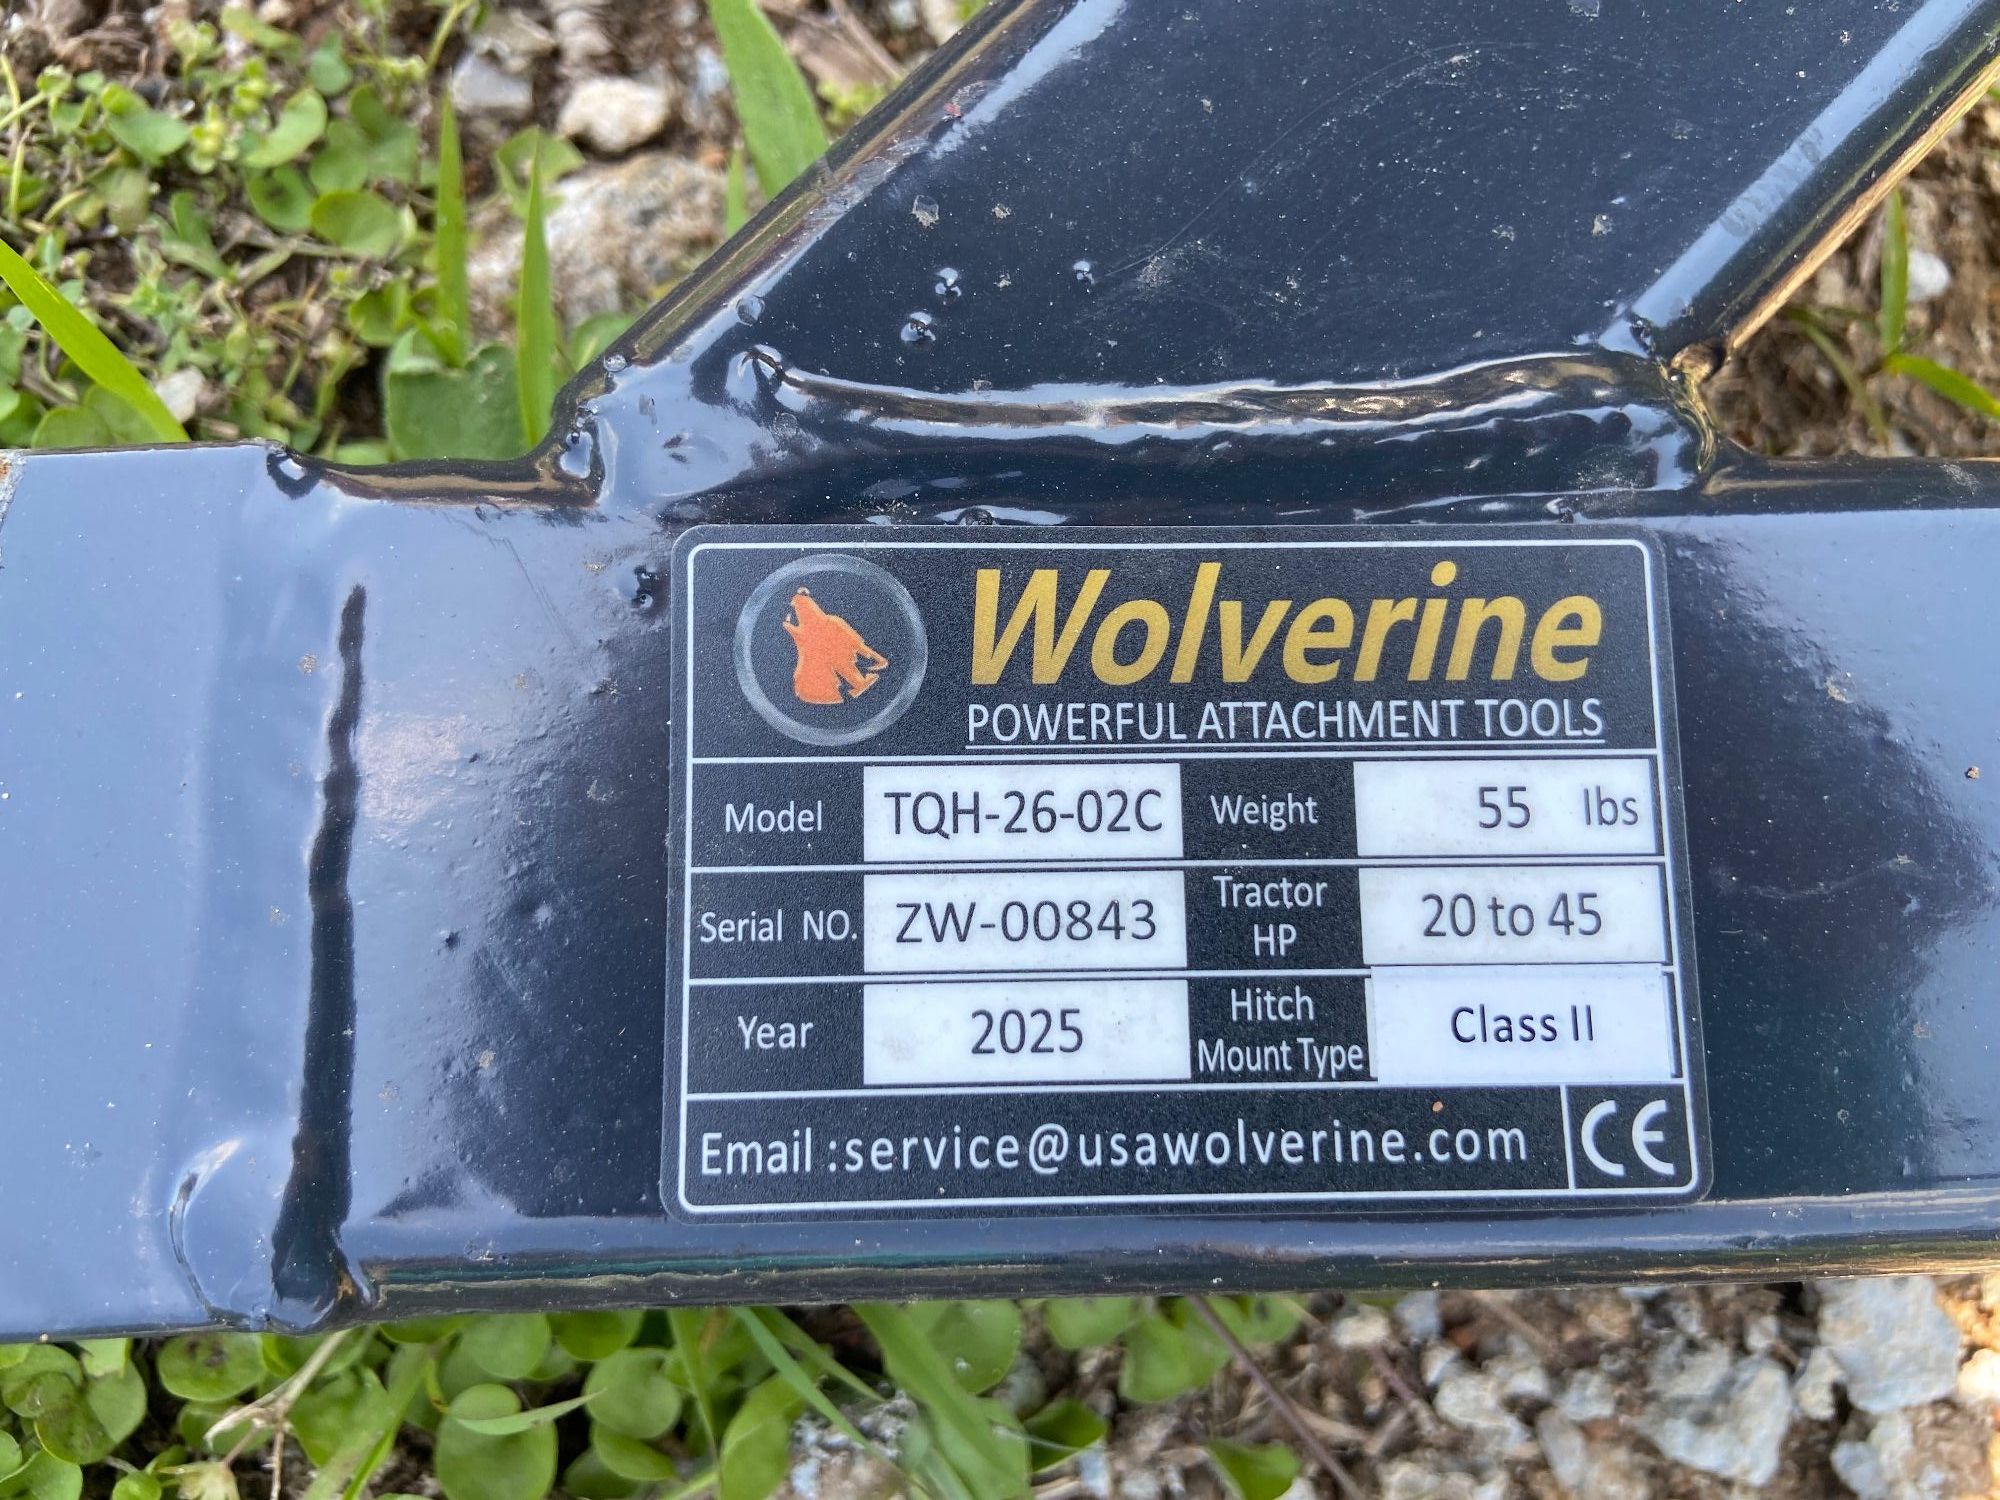 Wolverine
POWERFUL ATTACHMENT TOOLS
Model TQH-26-02C Weight 55 lbs
Serial NO. ZW-00843 Tractor HP 20 to 45
Year 2025 Hitch Mount Type Class II
Email :service@usawolverine.com CE